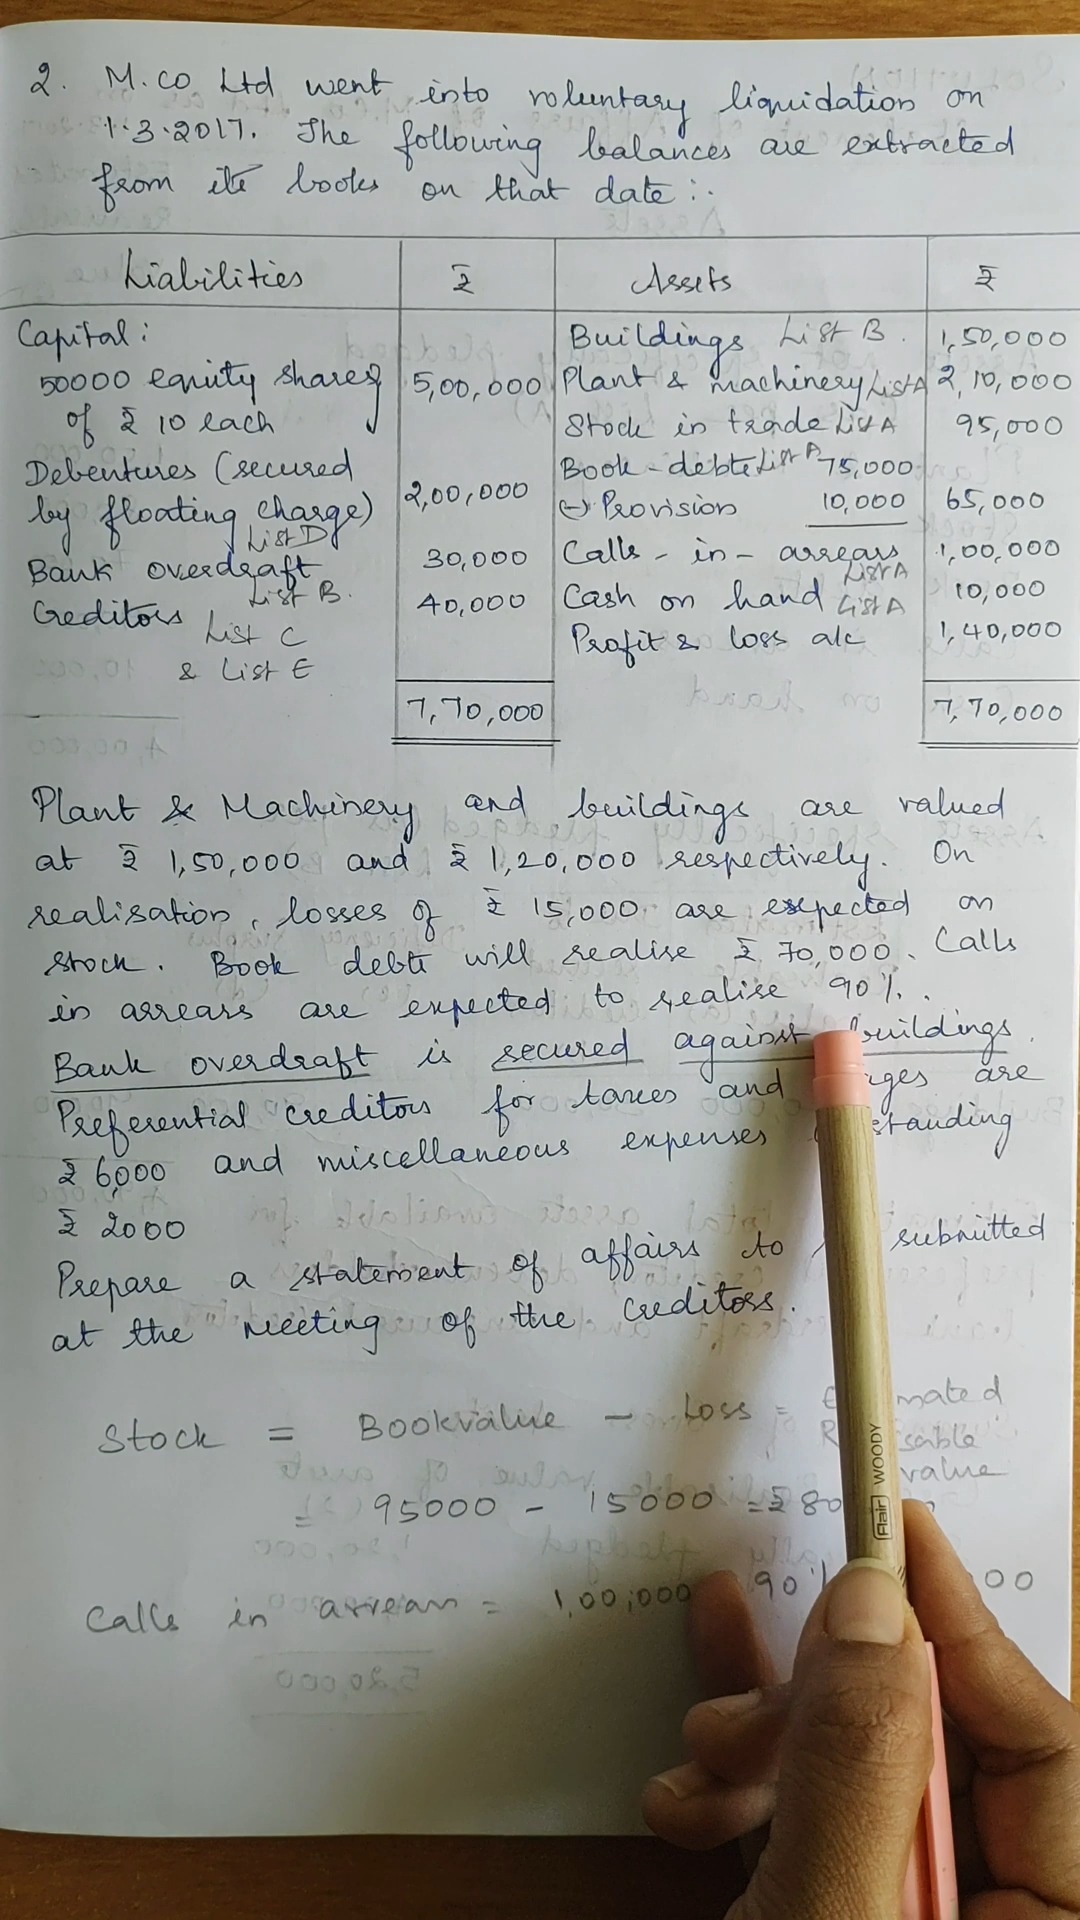 2. M.co Ltd went into voluntary liquidation on
1.3.2017. The following balances are extracted
from its books on that date :-
Liabilities ₹ Assets ₹
Capital: Buildings List B. 1,50,000
50000 equity shares 5,00,000 Plant & machinery List A 2,10,000
of ₹ 10 each Stock in trade List A 95,000
Debentures (secured Book-debts List A 75,000
by floating charge) 2,00,000 (-) Provision 10,000 65,000
List D
Bank overdraft 30,000 Calls-in-arrears 1,00,000
List B. List A
Creditors 40,000 Cash on hand List A 10,000
List C Profit & loss a/c 1,40,000
& List E
7,70,000 7,70,000
Plant & Machinery and buildings are valued
at ₹ 1,50,000 and ₹ 1,20,000 respectively. On
realisation, losses of ₹ 15,000 are expected on
stock. Book debts will realise ₹ 70,000. Calls
in arrears are expected to realise 90%.
Bank overdraft is secured against buildings.
Preferential creditors for taxes and are
₹ 6,000 and miscellaneous expenses
₹ 2000
Prepare a statement of affairs to submitted
at the meeting of the creditors.
Stock = Bookvalue - Loss =
value
= 95000 - 15000 = ₹ 80
Calls in arrears = 1,00,000 90%
Flair WOODY